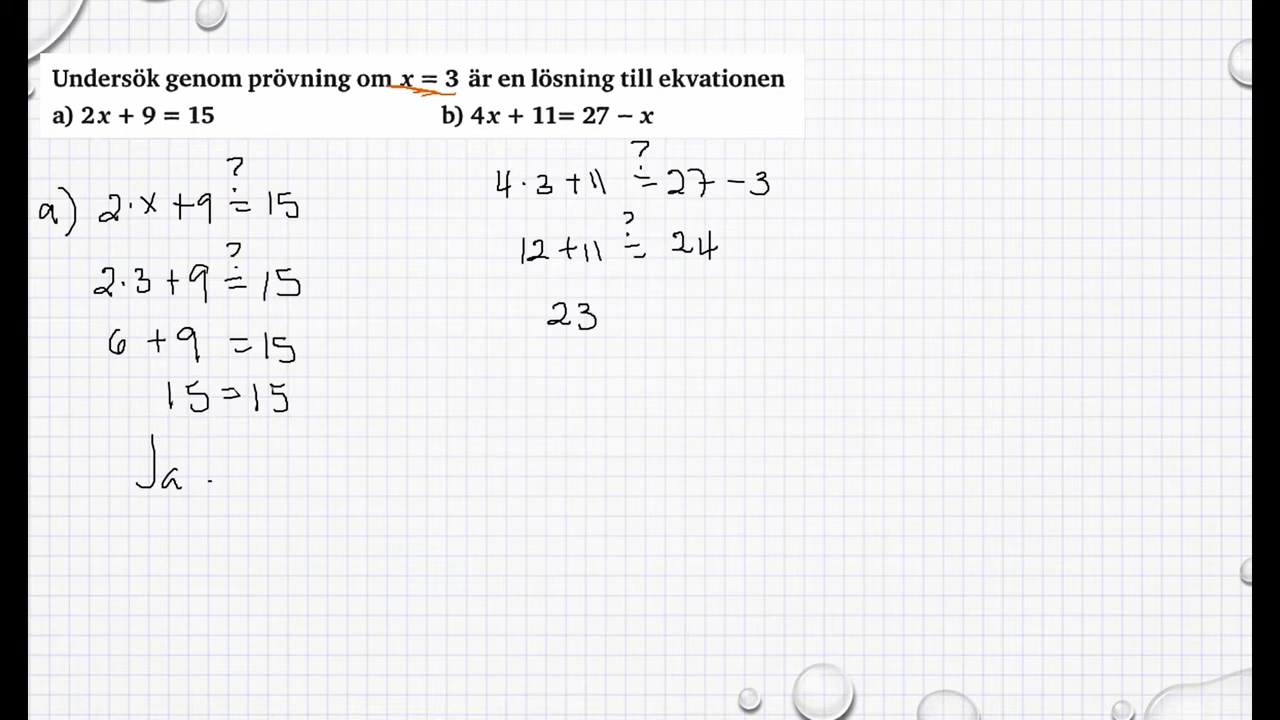 Undersök genom prövning om x = 3 är en lösning till ekvationen
a) 2x + 9 = 15
b) 4x + 11= 27 − x
a) 2·x +9 ≟ 15
2·3 +9 ≟ 15
6 +9 = 15
15 = 15
Ja.
4·3 +11 ≟ 27 −3
12 +11 ≟ 24
23